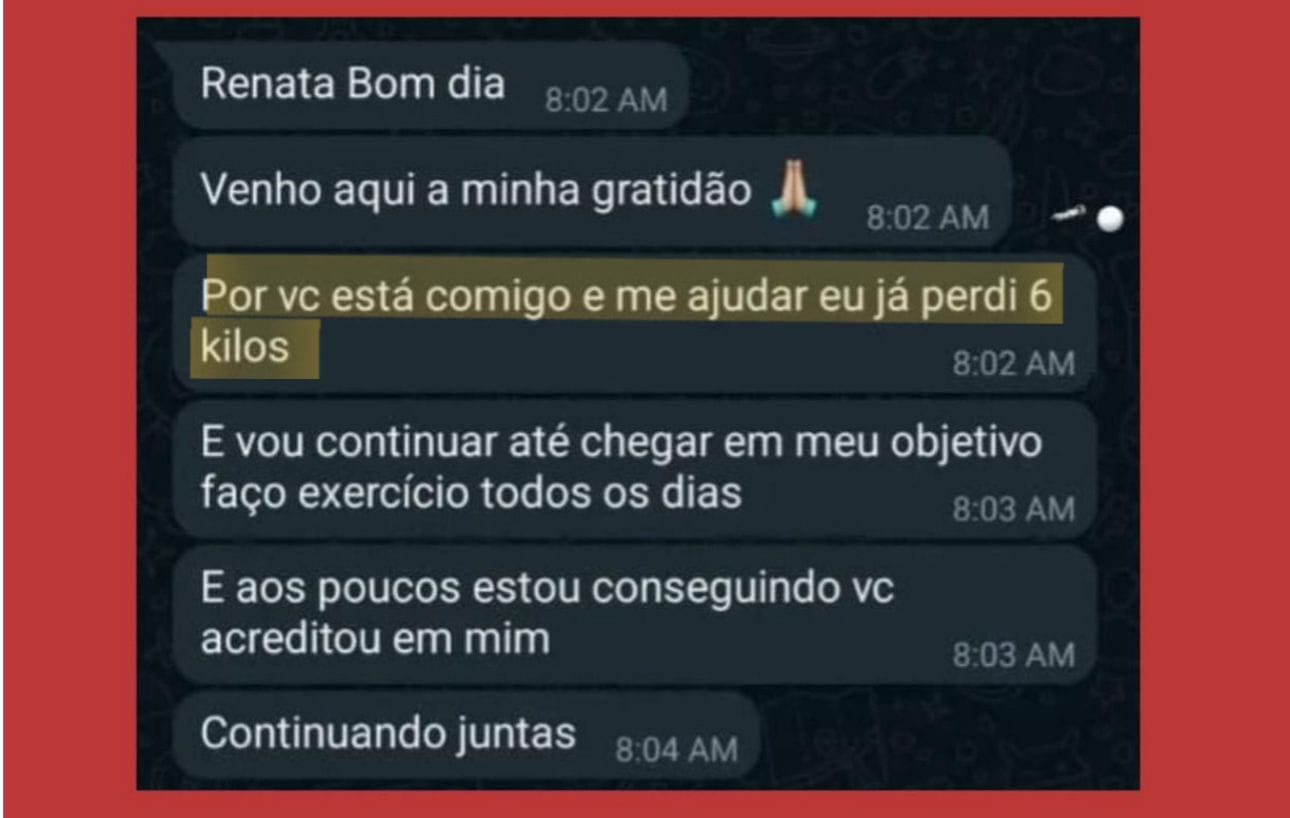 Renata Bom dia 8:02 AM
Venho aqui a minha gratidão 🙏🏼 8:02 AM
Por vc está comigo e me ajudar eu já perdi 6
kilos 8:02 AM
E vou continuar até chegar em meu objetivo
faço exercício todos os dias 8:03 AM
E aos poucos estou conseguindo vc
acreditou em mim 8:03 AM
Continuando juntas 8:04 AM